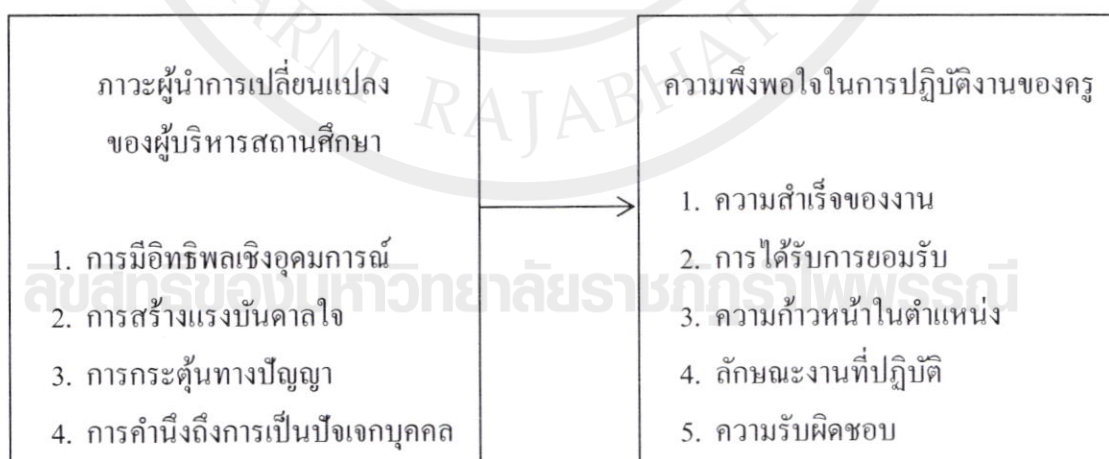 ARNI RAJABHAT
ภาวะผู้นำการเปลี่ยนแปลง
ของผู้บริหารสถานศึกษา
1. การมีอิทธิพลเชิงอุดมการณ์
2. การสร้างแรงบันดาลใจ
3. การกระตุ้นทางปัญญา
4. การคำนึงถึงการเป็นปัจเจกบุคคล
ความพึงพอใจในการปฏิบัติงานของครู
1. ความสำเร็จของงาน
2. การได้รับการยอมรับ
3. ความก้าวหน้าในตำแหน่ง
4. ลักษณะงานที่ปฏิบัติ
5. ความรับผิดชอบ
ลิขสิทธิ์ของมหาวิทยาลัยราชภัฏรำไพพรรณี